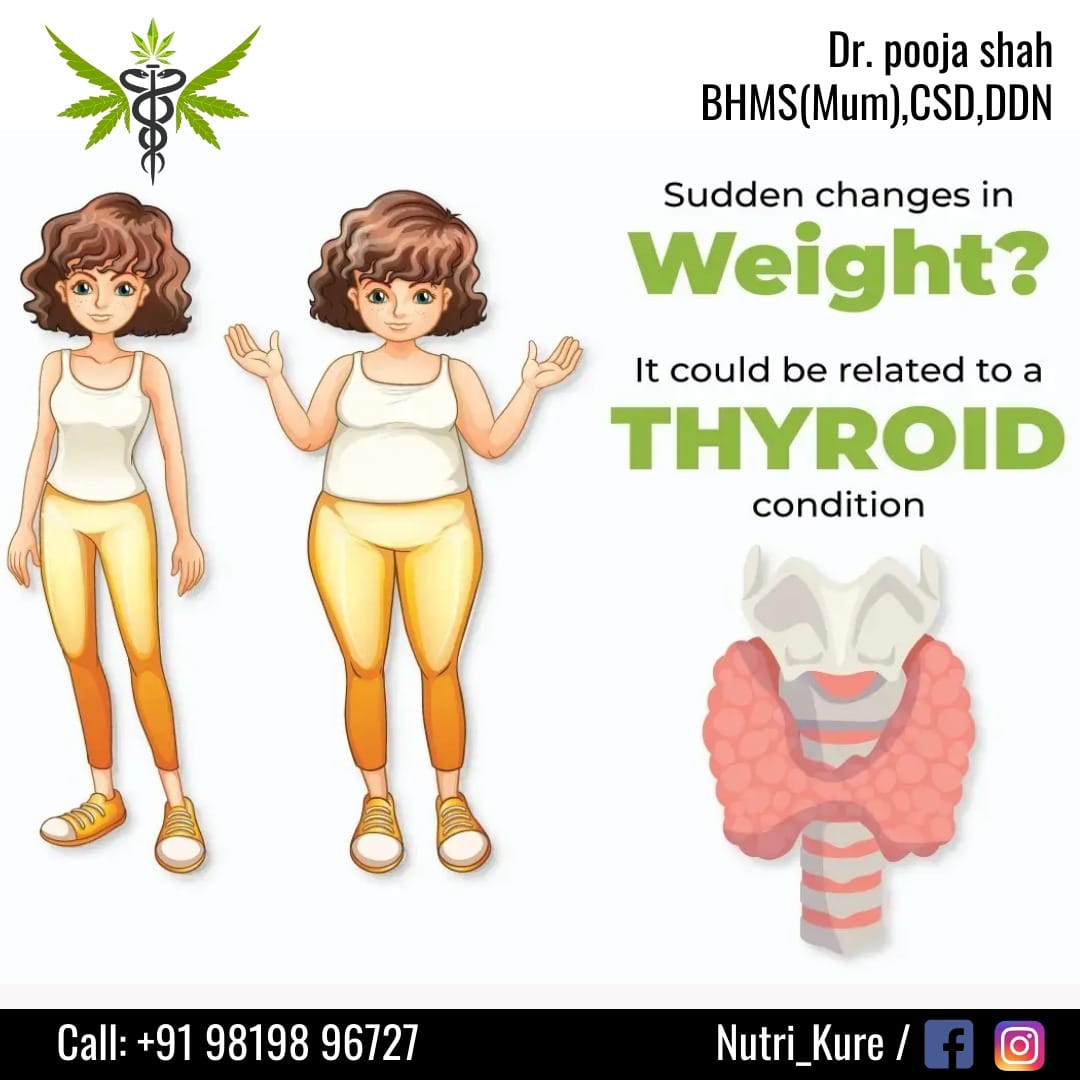 Dr. pooja shah
BHMS(Mum),CSD,DDN
Sudden changes in
Weight?
It could be related to a
THYROID
condition
Call: +91 98198 96727
Nutri_Kure /